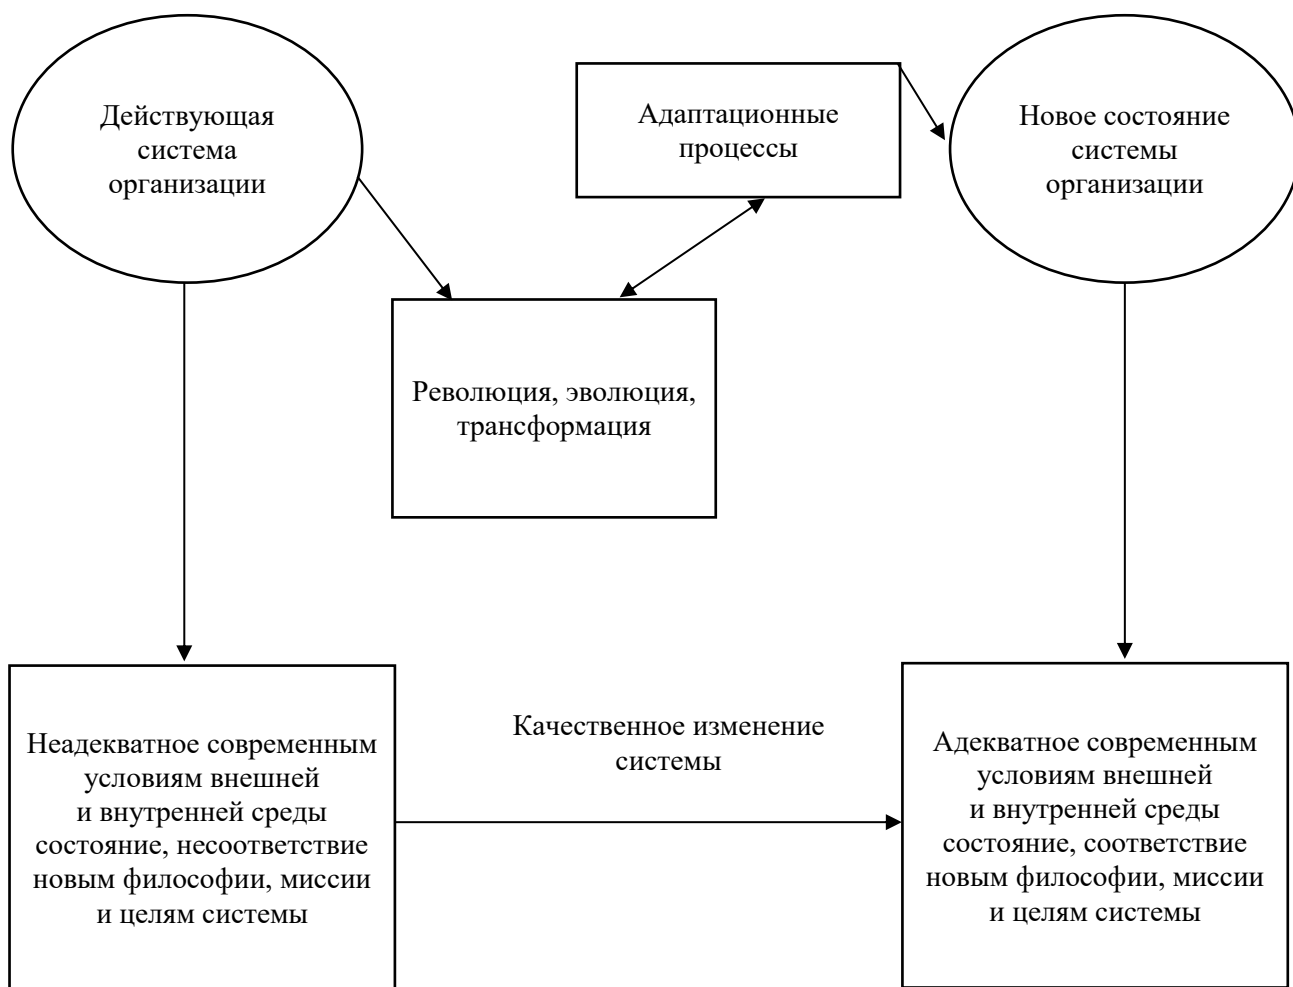 Действующая
система
организации
Адаптационные
процессы
Новое состояние
системы
организации
Революция, эволюция,
трансформация
Неадекватное современным
условиям внешней
и внутренней среды
состояние, несоответствие
новым философии, миссии
и целям системы
Качественное изменение
системы
Адекватное современным
условиям внешней
и внутренней среды
состояние, соответствие
новым философии, миссии
и целям системы